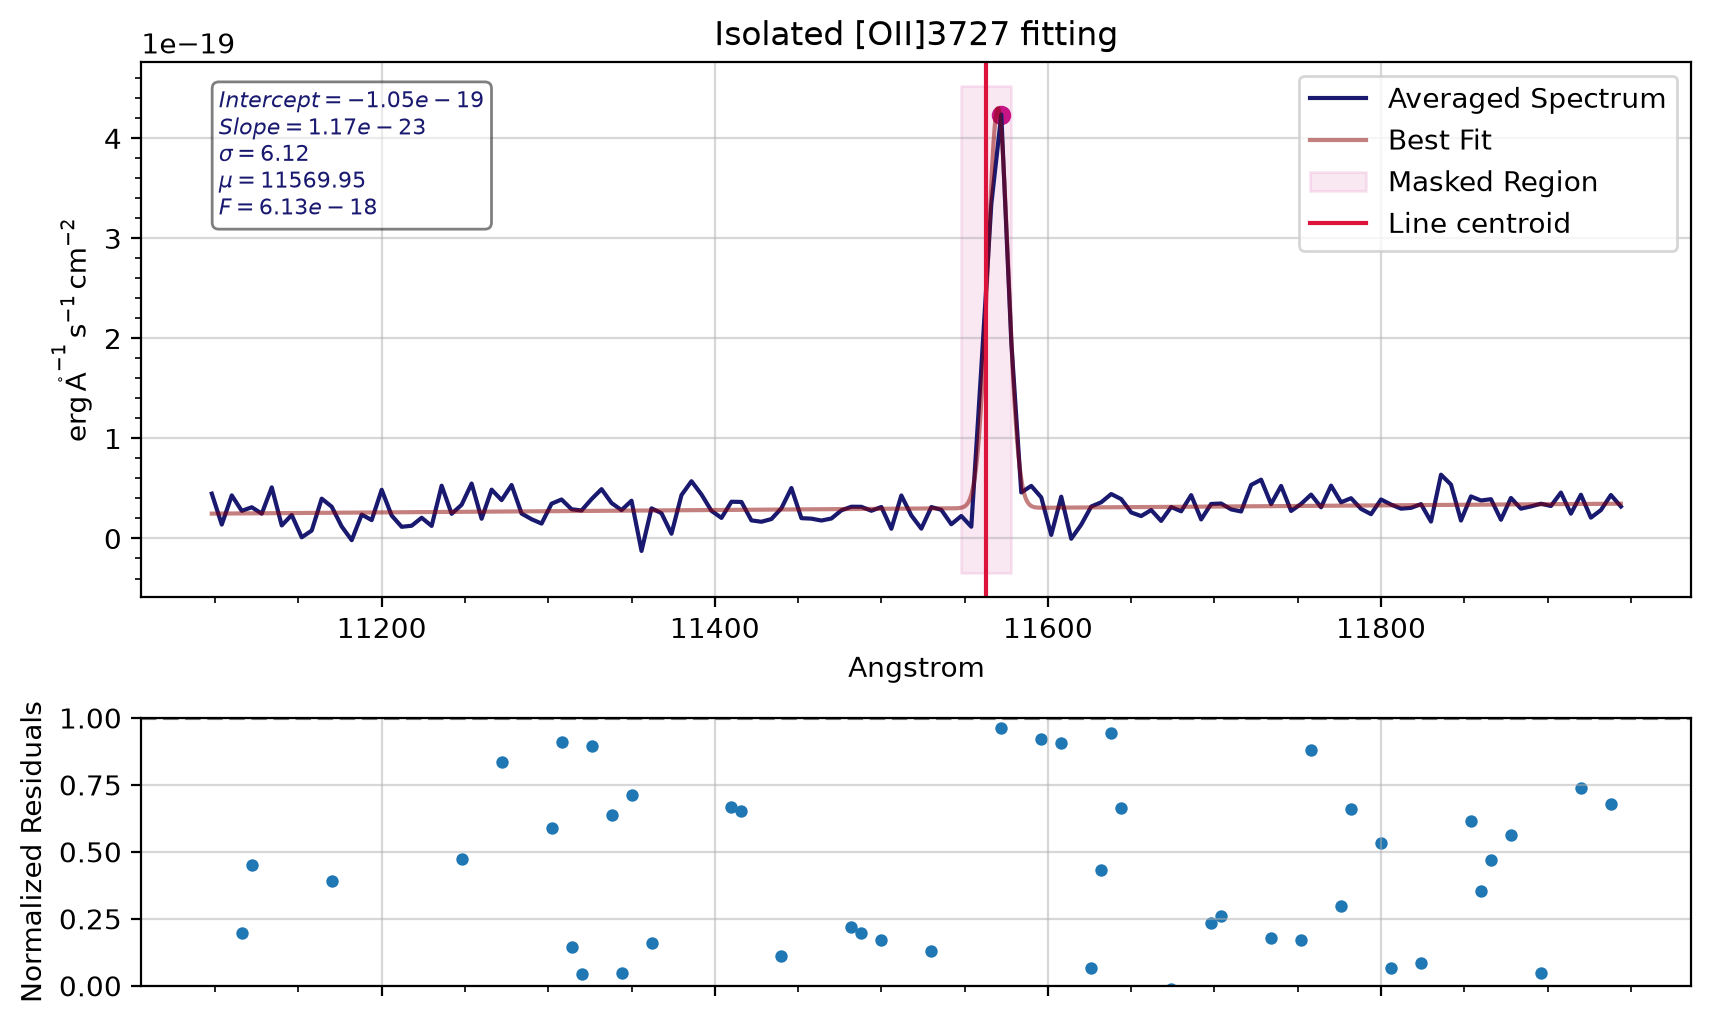 Isolated [OII]3727 fitting
1e−19
Intercept = −1.05e − 19
Slope = 1.17e − 23
σ = 6.12
μ = 11569.95
F = 6.13e − 18
Averaged Spectrum
Best Fit
Masked Region
Line centroid
erg Å⁻¹ s⁻¹ cm⁻²
4
3
2
1
0
11200
11400
11600
11800
Angstrom
Normalized Residuals
1.00
0.75
0.50
0.25
0.00